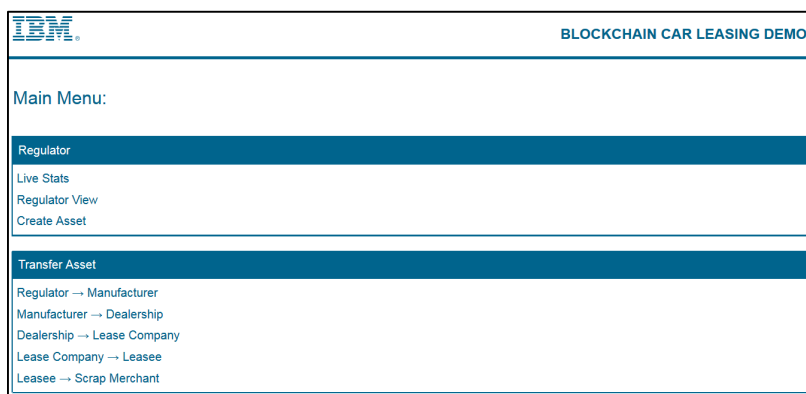 IBM®
BLOCKCHAIN CAR LEASING DEMO
Main Menu:
Regulator
Live Stats
Regulator View
Create Asset
Transfer Asset
Regulator → Manufacturer
Manufacturer → Dealership
Dealership → Lease Company
Lease Company → Leasee
Leasee → Scrap Merchant